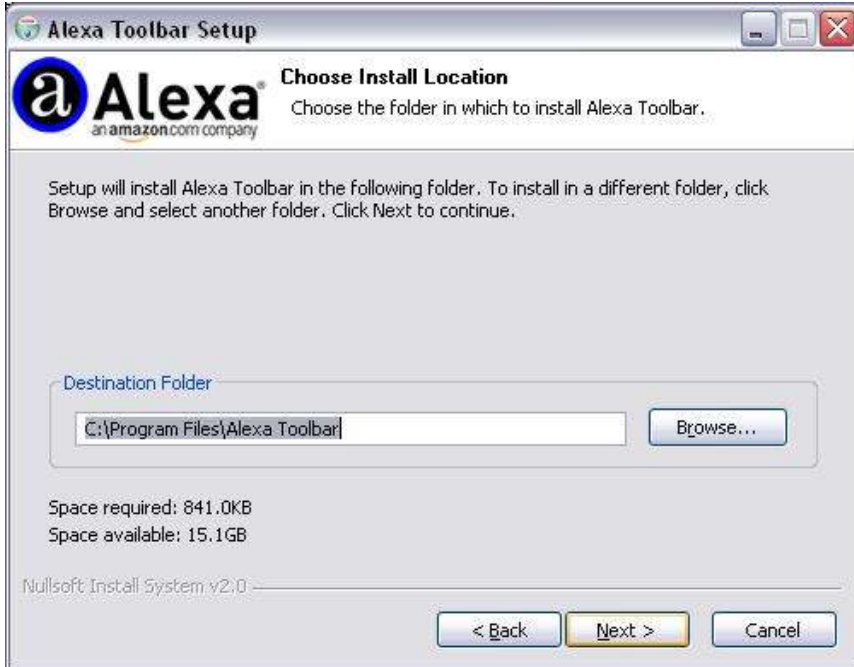 Alexa Toolbar Setup
a Alexa®
an amazon.com company
Choose Install Location
Choose the folder in which to install Alexa Toolbar.
Setup will install Alexa Toolbar in the following folder. To install in a different folder, click
Browse and select another folder. Click Next to continue.
Destination Folder
C:\Program Files\Alexa Toolbar
Browse...
Space required: 841.0KB
Space available: 15.1GB
Nullsoft Install System v2.0
< Back
Next >
Cancel